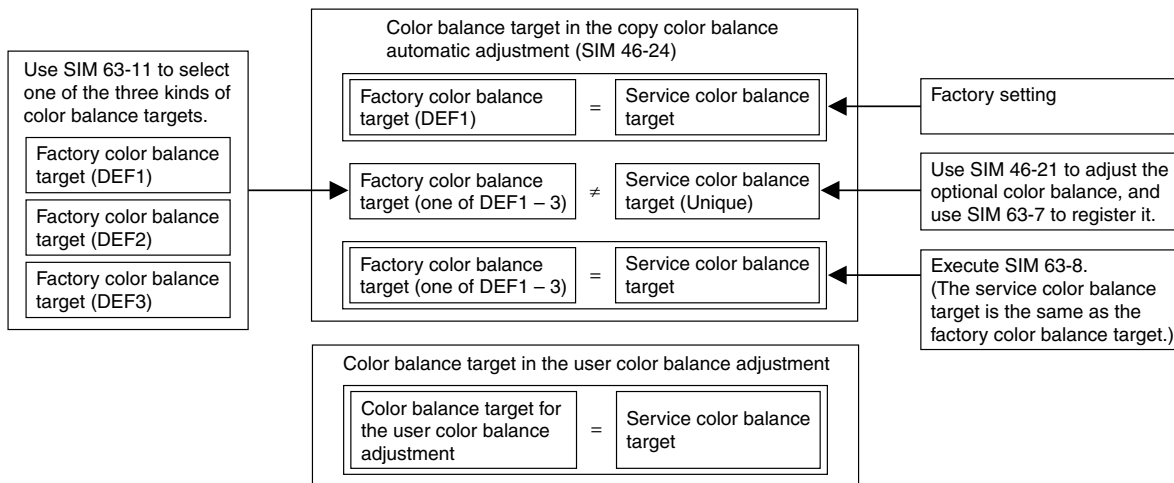 Use SIM 63-11 to select
one of the three kinds of
color balance targets.
Factory color balance
target (DEF1)
Factory color balance
target (DEF2)
Factory color balance
target (DEF3)
Color balance target in the copy color balance
automatic adjustment (SIM 46-24)
Factory color balance
target (DEF1)
=
Service color balance
target
Factory color balance
target (one of DEF1 – 3)
≠
Service color balance
target (Unique)
Factory color balance
target (one of DEF1 – 3)
=
Service color balance
target
Factory setting
Use SIM 46-21 to adjust the
optional color balance, and
use SIM 63-7 to register it.
Execute SIM 63-8.
(The service color balance
target is the same as the
factory color balance target.)
Color balance target in the user color balance adjustment
Color balance target for
the user color balance
adjustment
=
Service color balance
target